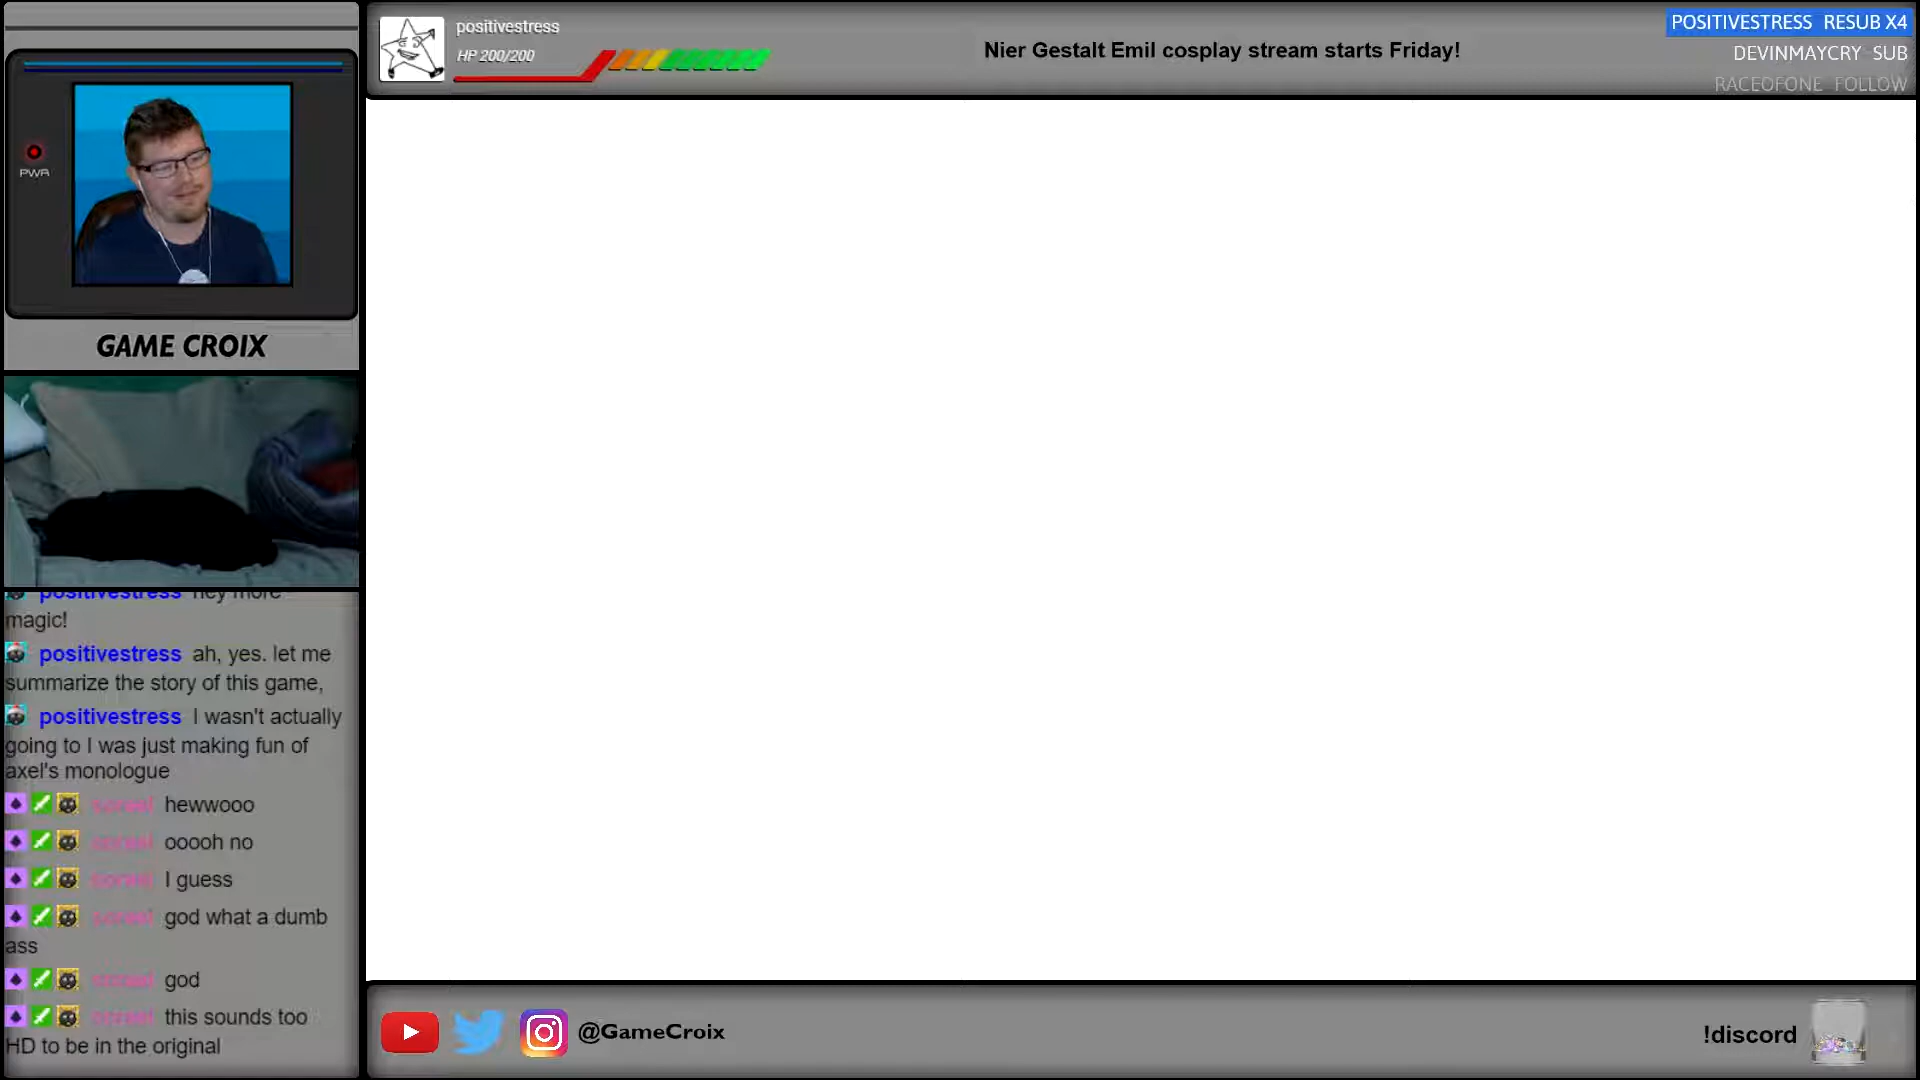 positivestress
HP 200/200
Nier Gestalt Emil cosplay stream starts Friday!
POSITIVESTRESS RESUB X4
DEVINMAYCRY SUB
RACEOFONE FOLLOW
PWR
GAME CROIX
positivestress hey more
magic!
positivestress ah, yes. let me
summarize the story of this game,
positivestress I wasn't actually
going to I was just making fun of
axel's monologue
hewwooo
ooooh no
I guess
god what a dumb
ass
god
this sounds too
HD to be in the original
@GameCroix
!discord